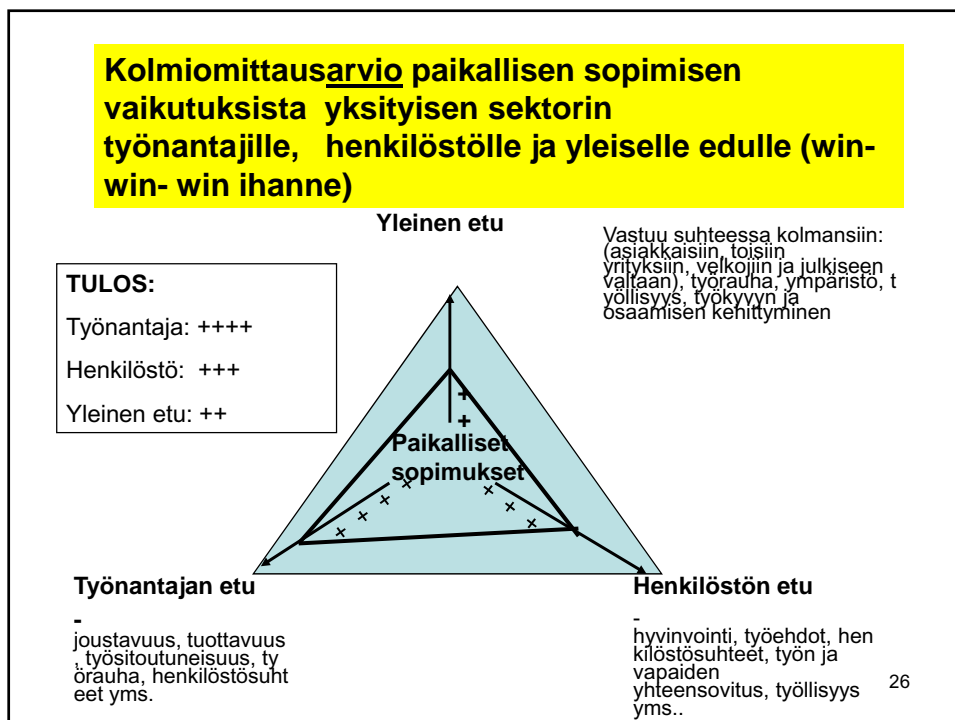 Kolmiomittausarvio paikallisen sopimisen
vaikutuksista yksityisen sektorin
työnantajille, henkilöstölle ja yleiselle edulle (win-
win- win ihanne)
Yleinen etu
Vastuu suhteessa kolmansiin:
(asiakkaisiin, toisiin
yrityksiin, velkojiin ja julkiseen
valtaan), työrauha, ympäristö, t
yöllisyys, työkyvyn ja
osaamisen kehittyminen
TULOS:
Työnantaja: ++++
Henkilöstö: +++
Yleinen etu: ++
+
+
Paikalliset
sopimukset
+ + + +
+ + +
Työnantajan etu
-
joustavuus, tuottavuus
, työsitoutuneisuus, ty
örauha, henkilöstösuht
eet yms.
Henkilöstön etu
-
hyvinvointi, työehdot, hen
kilöstösuhteet, työn ja
vapaiden
yhteensovitus, työllisyys
yms..
26